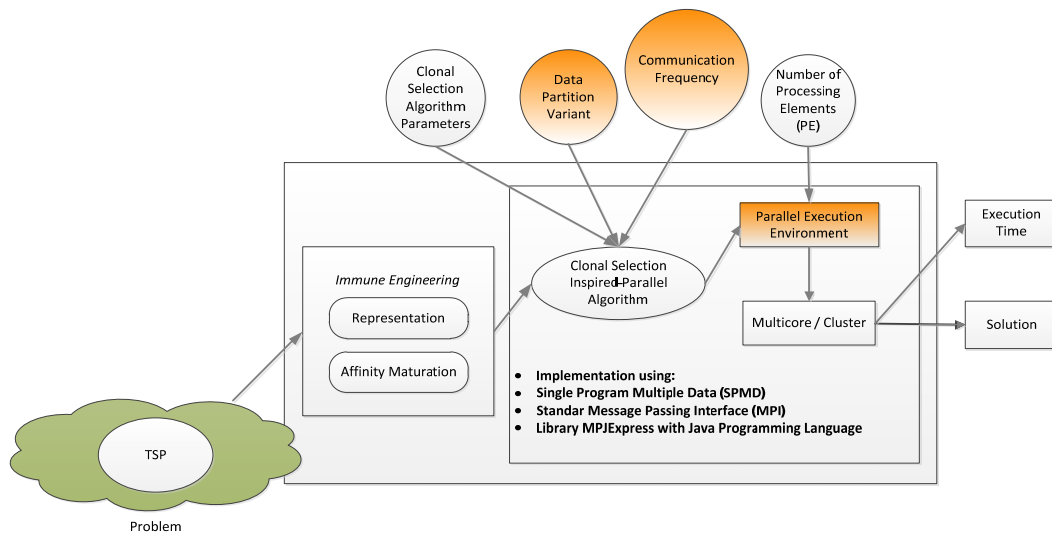 Clonal
Selection
Algorithm
Parameters
Data
Partition
Variant
Communication
Frequency
Number of
Processing
Elements
(PE)
Parallel Execution
Environment
Execution
Time
Immune Engineering
Representation
Affinity Maturation
Clonal Selection
Inspired-Parallel
Algorithm
Multicore / Cluster
Solution
• Implementation using:
• Single Program Multiple Data (SPMD)
• Standar Message Passing Interface (MPI)
• Library MPJExpress with Java Programming Language
TSP
Problem